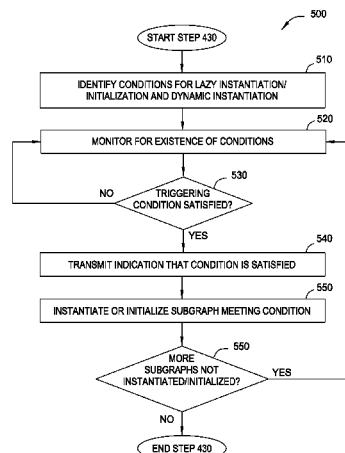 500
START STEP 430
510
IDENTIFY CONDITIONS FOR LAZY INSTANTIATION/
INITIALIZATION AND DYNAMIC INSTANTIATION
520
MONITOR FOR EXISTENCE OF CONDITIONS
530
NO
TRIGGERING
CONDITION SATISFIED?
YES
540
TRANSMIT INDICATION THAT CONDITION IS SATISFIED
550
INSTANTIATE OR INITIALIZE SUBGRAPH MEETING CONDITION
550
MORE
SUBGRAPHS NOT
INSTANTIATED/INITIALIZED?
YES
NO
END STEP 430